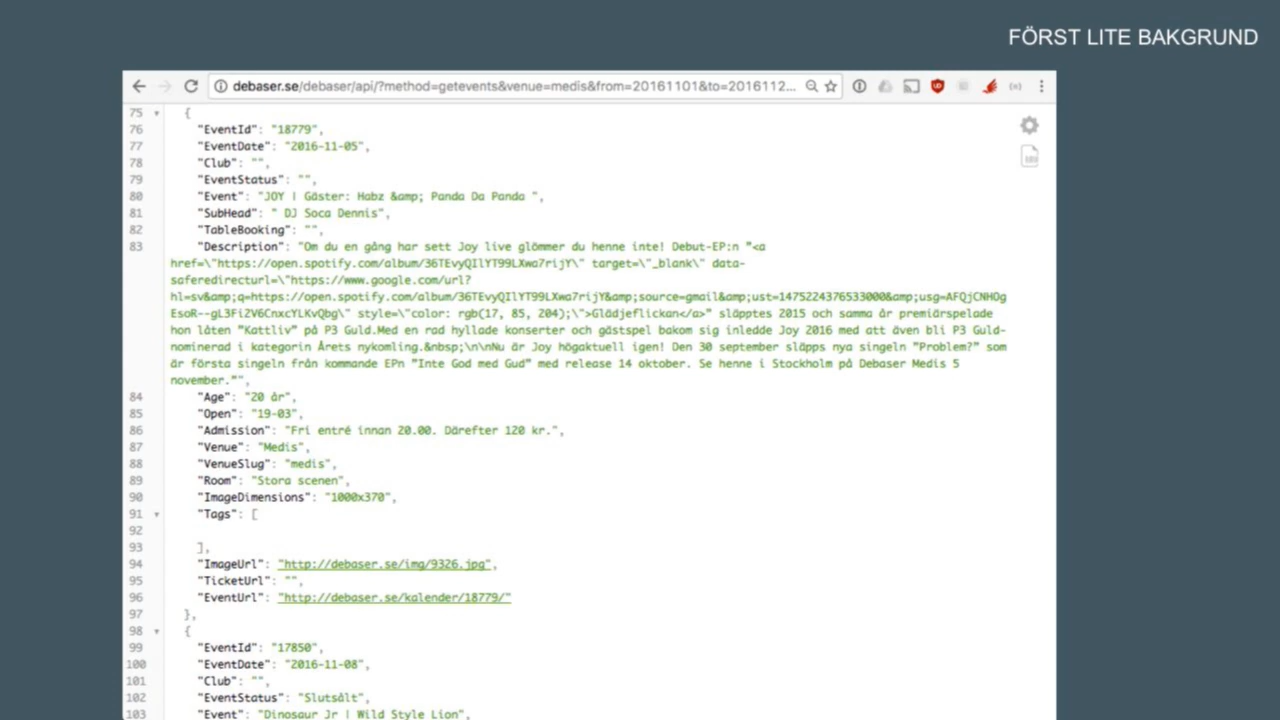 FÖRST LITE BAKGRUND
debaser.se/debaser/api/?method=getevents&venue=medis&from=20161101&to=2016112...
75 {
76 "EventId": "18779",
77 "EventDate": "2016-11-05",
78 "Club": "",
79 "EventStatus": "",
80 "Event": "JOY | Gäster: Habz &amp; Panda Da Panda ",
81 "SubHead": " DJ Soca Dennis",
82 "TableBooking": "",
83 "Description": "Om du en gång har sett Joy live glömmer du henne inte! Debut-EP:n ”<a
href=\"https://open.spotify.com/album/36TEvyQIlYT99LXwa7rijY\" target=\"_blank\" data-
saferedirecturl=\"https://www.google.com/url?
hl=sv&amp;q=https://open.spotify.com/album/36TEvyQIlYT99LXwa7rijY&amp;source=gmail&amp;ust=1475224376533000&amp;usg=AFQjCNHOg
EsoR--gL3Fi2V6CnxcYLKvQbg\" style=\"color: rgb(17, 85, 204);\">Glädjeflickan</a>” släpptes 2015 och samma år premiärspelade
hon låten ”Kattliv” på P3 Guld.Med en rad hyllade konserter och gästspel bakom sig inledde Joy 2016 med att även bli P3 Guld-
nominerad i kategorin Årets nykomling.&nbsp;\n\nNu är Joy högaktuell igen! Den 30 september släpps nya singeln ”Problem?” som
är första singeln från kommande EPn ”Inte God med Gud” med release 14 oktober. Se henne i Stockholm på Debaser Medis 5
november.”",
84 "Age": "20 år",
85 "Open": "19-03",
86 "Admission": "Fri entré innan 20.00. Därefter 120 kr.",
87 "Venue": "Medis",
88 "VenueSlug": "medis",
89 "Room": "Stora scenen",
90 "ImageDimensions": "1000x370",
91 "Tags": [
92
93 ],
94 "ImageUrl": "http://debaser.se/img/9326.jpg",
95 "TicketUrl": "",
96 "EventUrl": "http://debaser.se/kalender/18779/"
97 },
98 {
99 "EventId": "17850",
100 "EventDate": "2016-11-08",
101 "Club": "",
102 "EventStatus": "Slutsålt",
103 "Event": "Dinosaur Jr | Wild Style Lion",